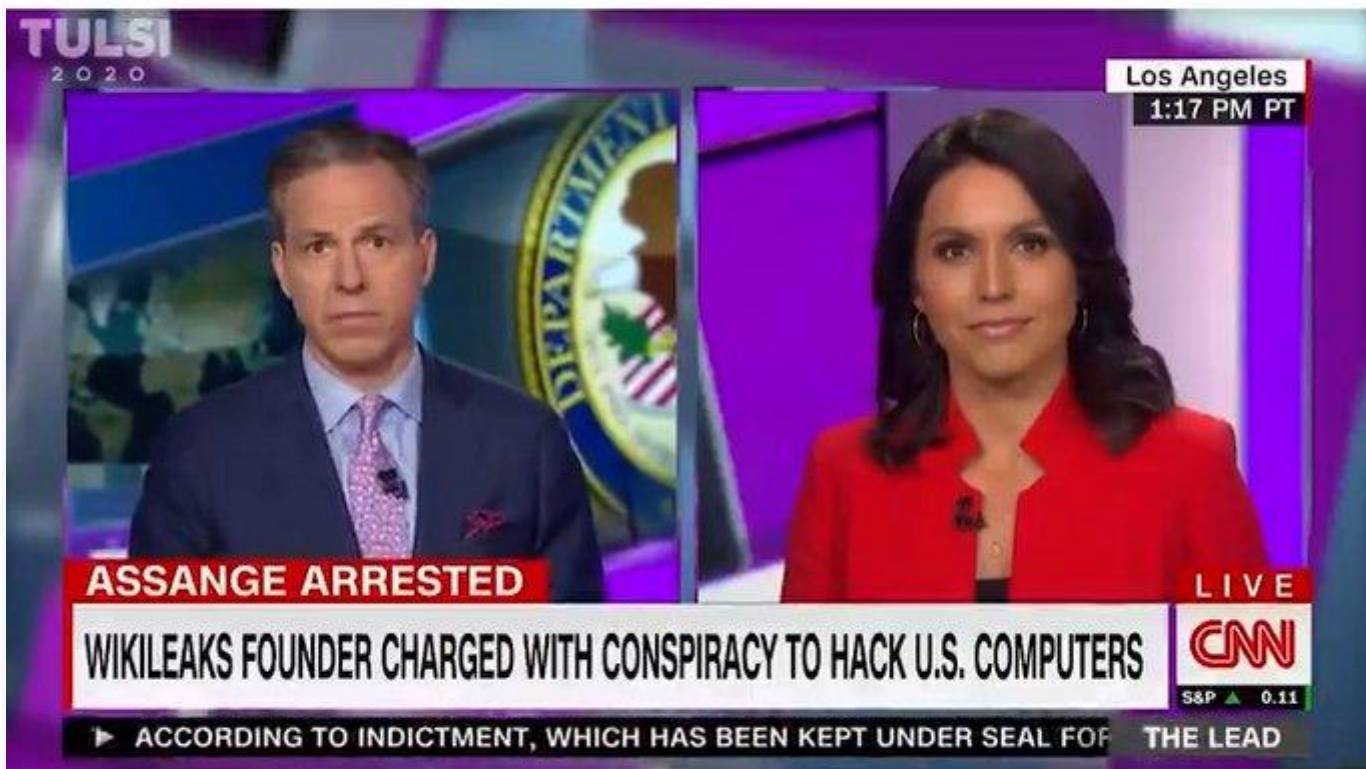 TULSI
2020
Los Angeles
1:17 PM PT
DEPARTMENT
ASSANGE ARRESTED
LIVE
WIKILEAKS FOUNDER CHARGED WITH CONSPIRACY TO HACK U.S. COMPUTERS
CNN
S&P ▲ 0.11
ACCORDING TO INDICTMENT, WHICH HAS BEEN KEPT UNDER SEAL FOR
THE LEAD